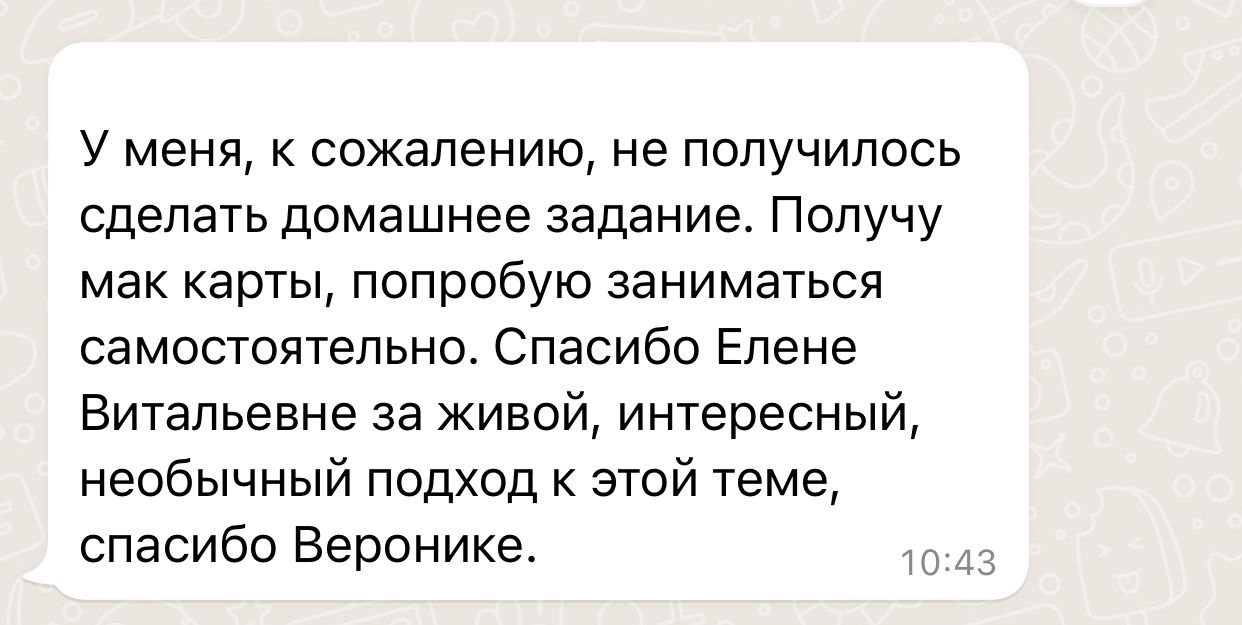 У меня, к сожалению, не получилось
сделать домашнее задание. Получу
мак карты, попробую заниматься
самостоятельно. Спасибо Елене
Витальевне за живой, интересный,
необычный подход к этой теме,
спасибо Веронике.
10:43